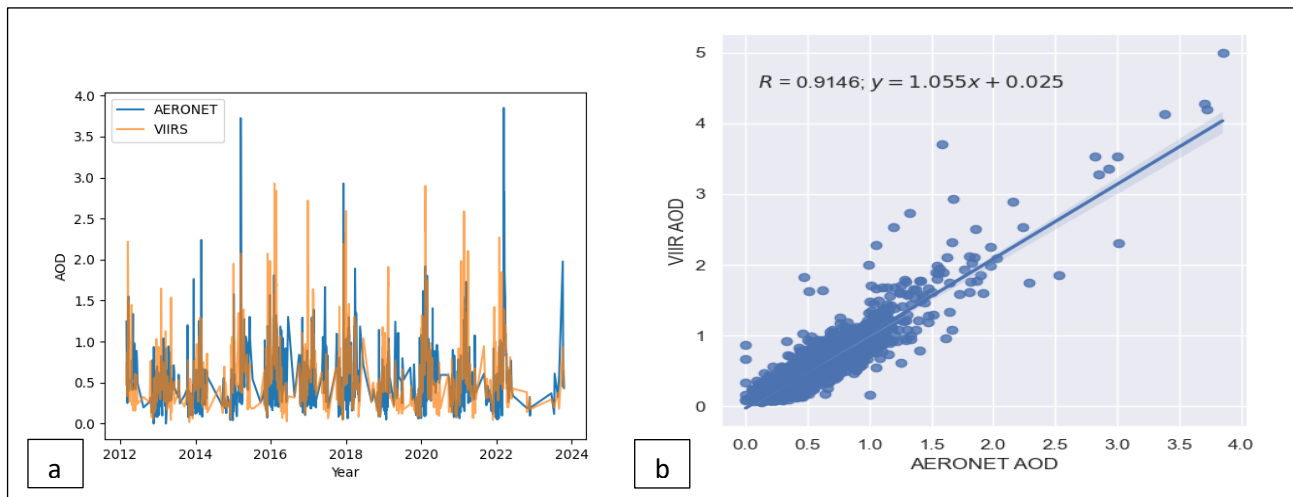 4.0
3.5
3.0
2.5
2.0
1.5
1.0
0.5
0.0
AOD
AERONET
VIIRS
2012 2014 2016 2018 2020 2022 2024
Year
a
R = 0.9146; y = 1.055x + 0.025
5
4
3
2
1
0
VIIR AOD
0.0 0.5 1.0 1.5 2.0 2.5 3.0 3.5 4.0
AERONET AOD
b